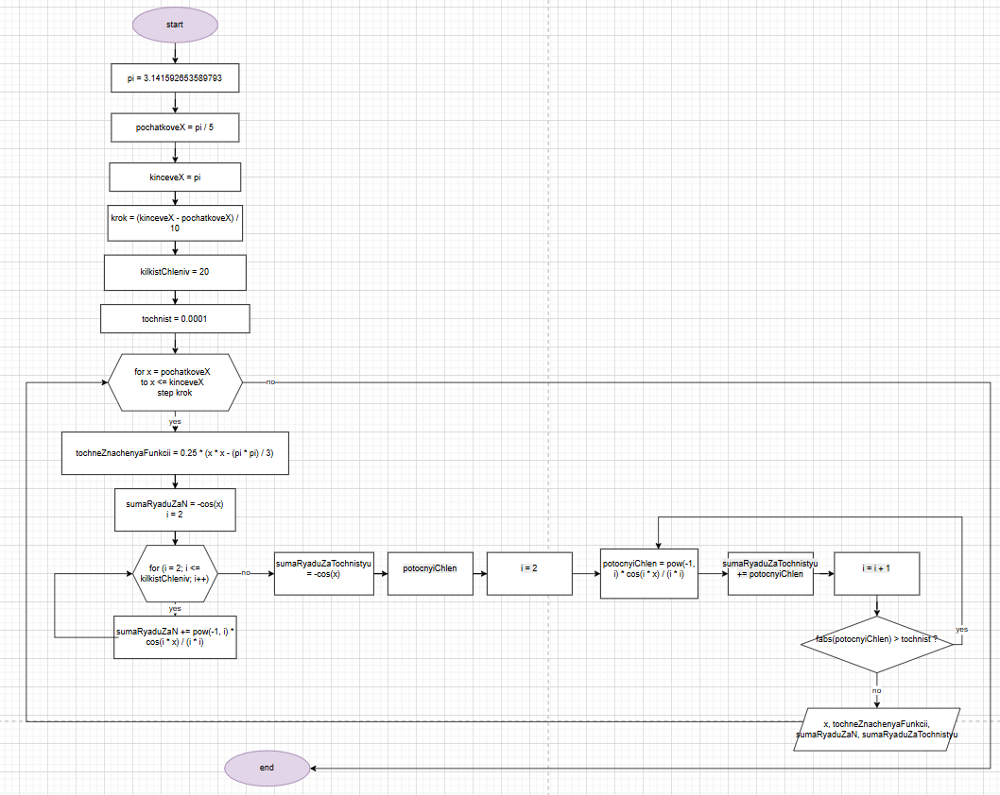 start
pi = 3.141592653589793
pochatkoveX = pi / 5
kinceveX = pi
krok = (kinceveX - pochatkoveX) /
10
kilkistChleniv = 20
tochnist = 0.0001
for x = pochatkoveX
to x <= kinceveX
step krok
no
yes
tochneZnachenyaFunkcii = 0.25 * (x * x - (pi * pi) / 3)
sumaRyaduZaN = -cos(x)
i = 2
for (i = 2; i <=
kilkistChleniv; i++)
no
yes
sumaRyaduZaN += pow(-1, i) *
cos(i * x) / (i * i)
sumaRyaduZaTochnistyu
= -cos(x)
potocnyiChlen
i = 2
potocnyiChlen = pow(-1,
i) * cos(i * x) / (i * i)
sumaRyaduZaTochnistyu
+= potocnyiChlen
i = i + 1
fabs(potocnyiChlen) > tochnist ?
yes
no
x, tochneZnachenyaFunkcii,
sumaRyaduZaN, sumaRyaduZaTochnistyu
end